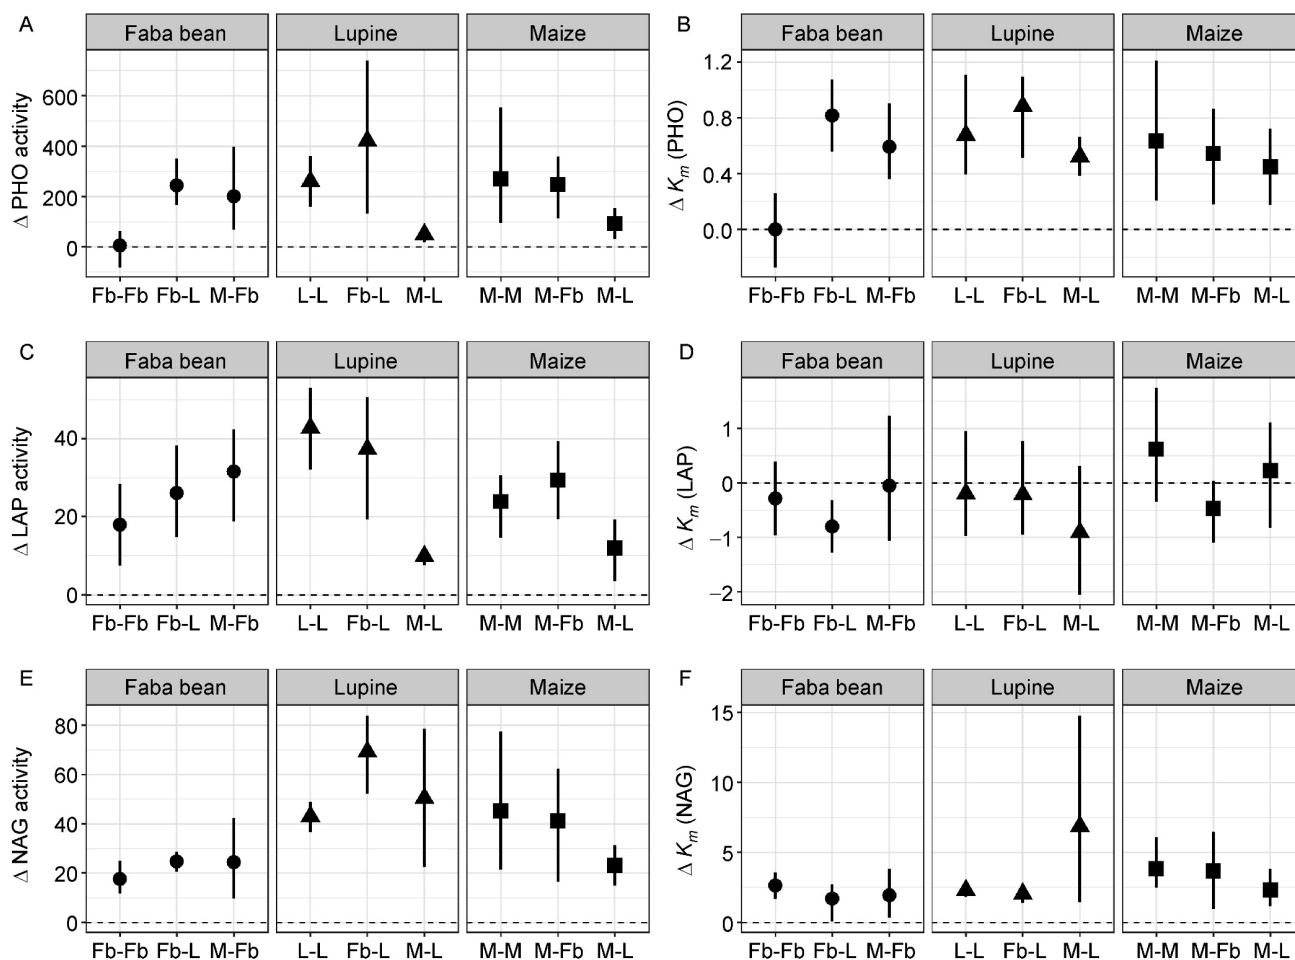 A
Faba bean Lupine Maize
Δ PHO activity
600
400
200
0
Fb-Fb Fb-L M-Fb L-L Fb-L M-L M-M M-Fb M-L
B
Faba bean Lupine Maize
Δ Km (PHO)
1.2
0.8
0.4
0.0
Fb-Fb Fb-L M-Fb L-L Fb-L M-L M-M M-Fb M-L
C
Faba bean Lupine Maize
Δ LAP activity
40
20
0
Fb-Fb Fb-L M-Fb L-L Fb-L M-L M-M M-Fb M-L
D
Faba bean Lupine Maize
Δ Km (LAP)
1
0
−1
−2
Fb-Fb Fb-L M-Fb L-L Fb-L M-L M-M M-Fb M-L
E
Faba bean Lupine Maize
Δ NAG activity
80
60
40
20
0
Fb-Fb Fb-L M-Fb L-L Fb-L M-L M-M M-Fb M-L
F
Faba bean Lupine Maize
Δ Km (NAG)
15
10
5
0
Fb-Fb Fb-L M-Fb L-L Fb-L M-L M-M M-Fb M-L